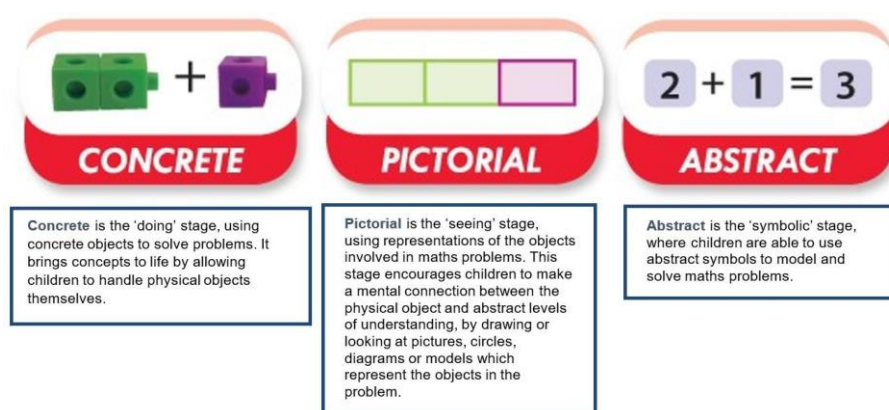 +
2 + 1 = 3
CONCRETE
PICTORIAL
ABSTRACT
Concrete is the ‘doing’ stage, using
concrete objects to solve problems. It
brings concepts to life by allowing
children to handle physical objects
themselves.
Pictorial is the ‘seeing’ stage,
using representations of the objects
involved in maths problems. This
stage encourages children to make
a mental connection between the
physical object and abstract levels
of understanding, by drawing or
looking at pictures, circles,
diagrams or models which
represent the objects in the
problem.
Abstract is the ‘symbolic’ stage,
where children are able to use
abstract symbols to model and
solve maths problems.